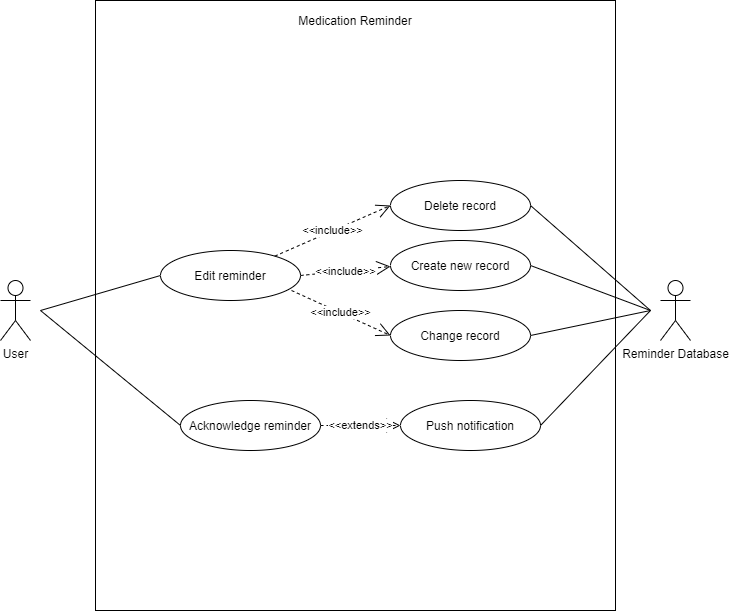 Medication Reminder
Delete record
<<include>>
Edit reminder
<<include>>
Create new record
<<include>>
Change record
User
Reminder Database
Acknowledge reminder
<<extends>>
Push notification